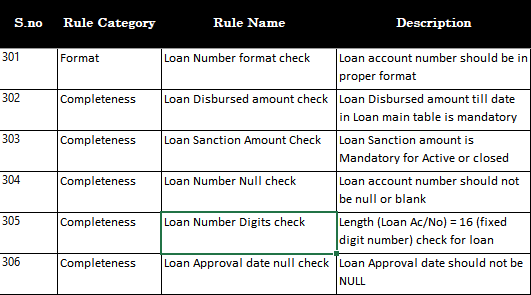 S.no Rule Category Rule Name Description
301 Format Loan Number format check Loan account number should be in
proper format
302 Completeness Loan Disbursed amount check Loan Disbursed amount till date
in Loan main table is mandatory
303 Completeness Loan Sanction Amount Check Loan Sanction amount is
Mandatory for Active or closed
304 Completeness Loan Number Null check Loan account number should not
be null or blank
305 Completeness Loan Number Digits check Length (Loan Ac/No) = 16 (fixed
digit number) check for loan
306 Completeness Loan Approval date null check Loan Approval date should not be
NULL